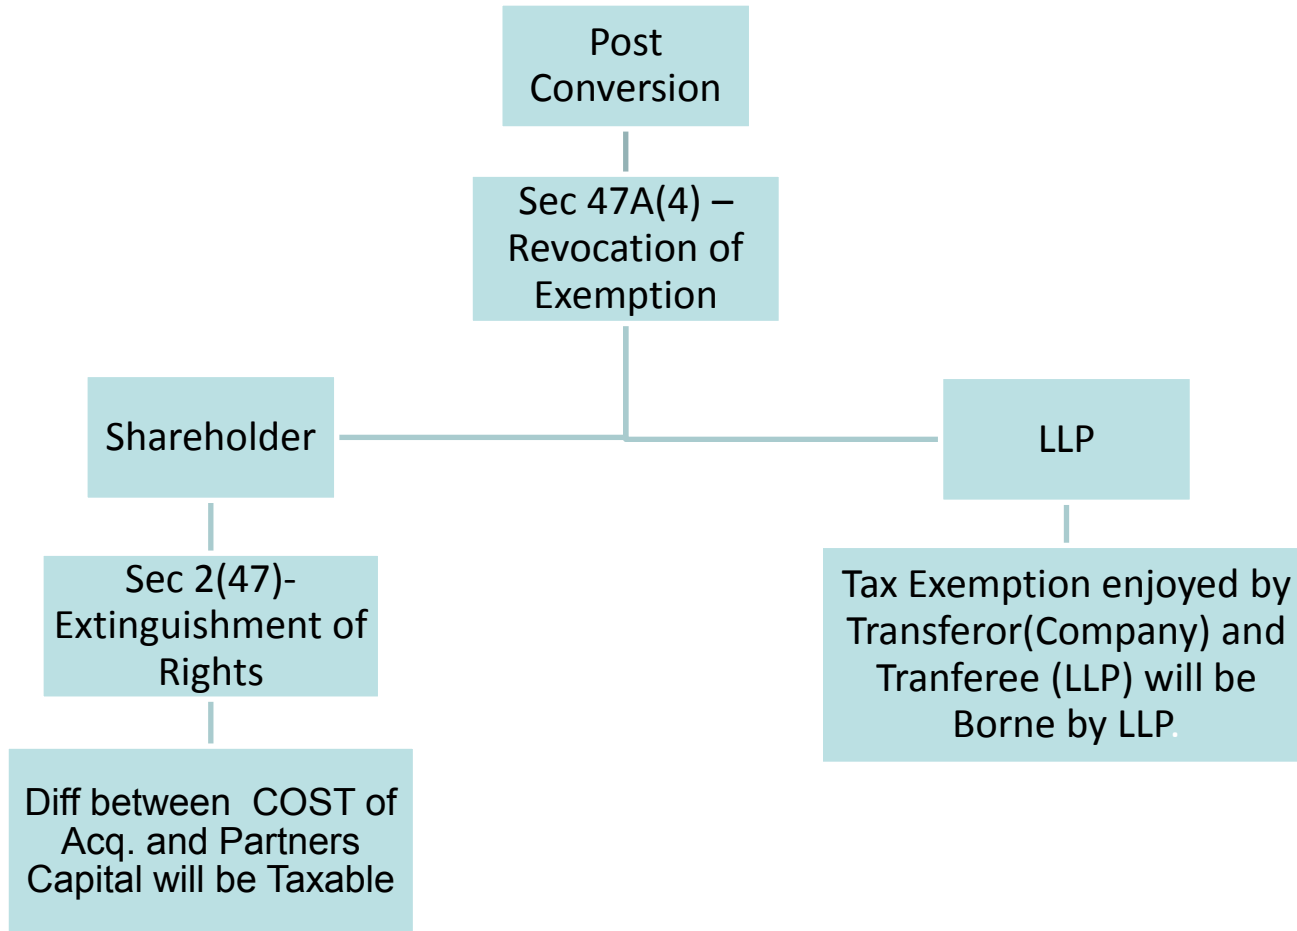 Post
Conversion
Sec 47A(4) –
Revocation of
Exemption
Shareholder
LLP
Sec 2(47)-
Extinguishment of
Rights
Tax Exemption enjoyed by
Transferor(Company) and
Tranferee (LLP) will be
Borne by LLP.
Diff between COST of
Acq. and Partners
Capital will be Taxable